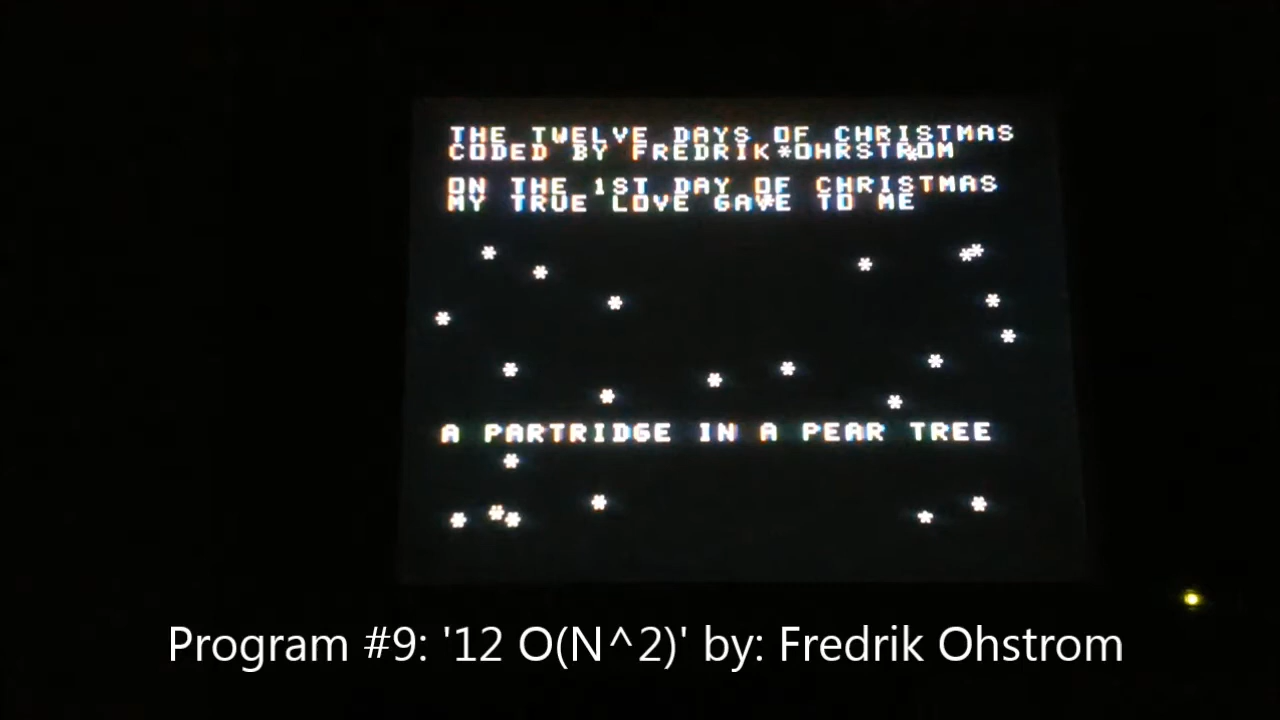 THE TWELVE DAYS OF CHRISTMAS
CODED BY FREDRIK*OHRSTROM
ON THE 1ST DAY OF CHRISTMAS
MY TRUE LOVE GAVE TO ME
A PARTRIDGE IN A PEAR TREE
Program #9: '12 O(N^2)' by: Fredrik Ohstrom